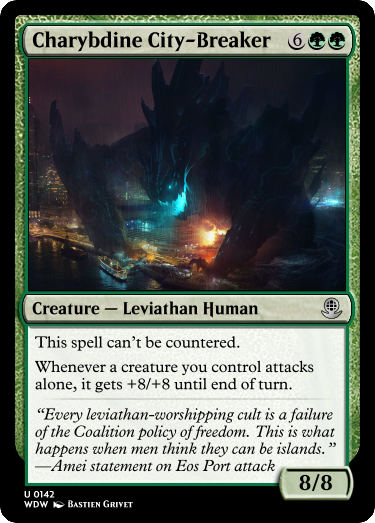 Charybdine City-Breaker 6
Creature — Leviathan Human
This spell can't be countered.
Whenever a creature you control attacks
alone, it gets +8/+8 until end of turn.
“Every leviathan-worshipping cult is a failure
of the Coalition policy of freedom. This is what
happens when men think they can be islands.”
—Amei statement on Eos Port attack
8/8
U 0142
WDW Bastien Grivet